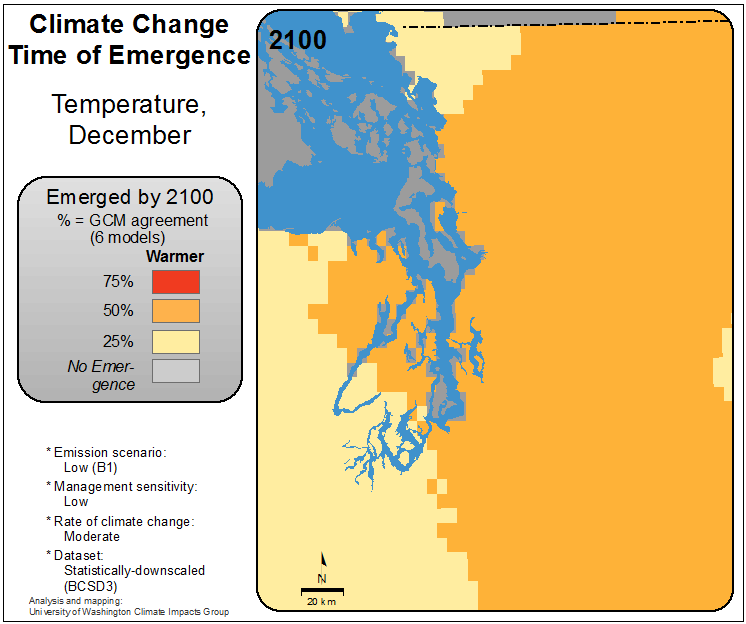 Climate Change
Time of Emergence
Temperature,
December
Emerged by 2100
% = GCM agreement
(6 models)
Warmer
75%
50%
25%
No Emer-
gence
* Emission scenario:
Low (B1)
* Management sensitivity:
Low
* Rate of climate change:
Moderate
* Dataset:
Statistically-downscaled
(BCSD3)
Analysis and mapping:
University of Washington Climate Impacts Group
2100
N
20 km